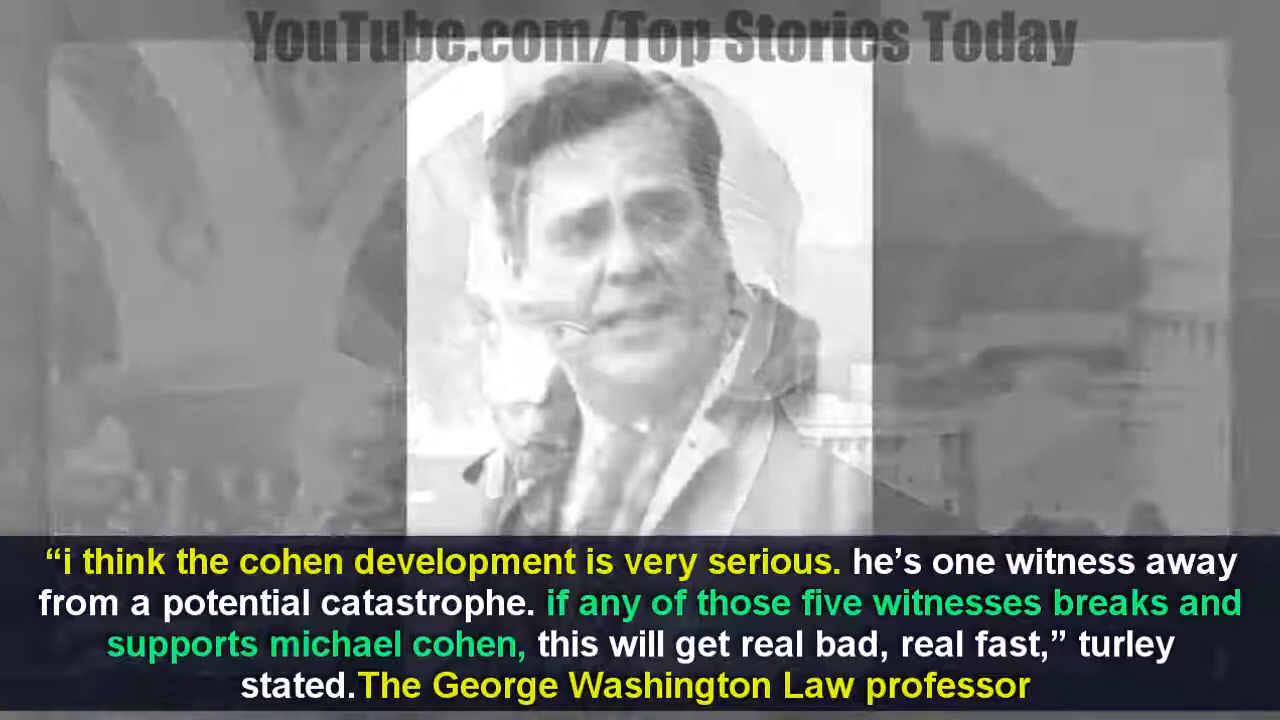 YouTube.com/Top Stories Today
“i think the cohen development is very serious. he’s one witness away
from a potential catastrophe. if any of those five witnesses breaks and
supports michael cohen, this will get real bad, real fast,” turley
stated.The George Washington Law professor